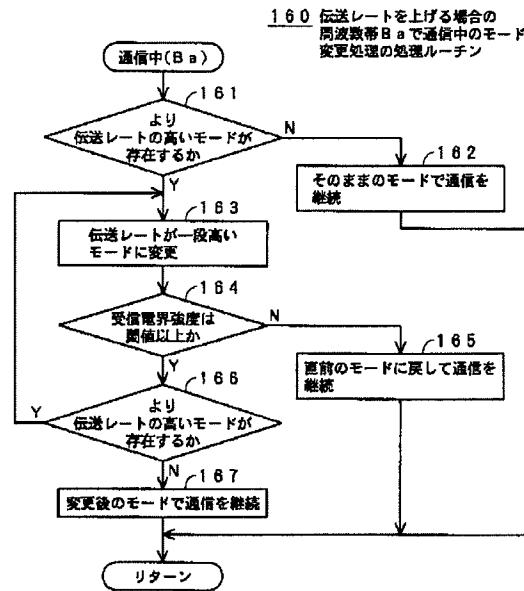 160 伝送レートを上げる場合の
周波数帯Baで通信中のモード
変更処理の処理ルーチン
通信中(Ba)
161
より
伝送レートの高いモードが
存在するか
N
Y
162
そのままのモードで通信を
継続
163
伝送レートが一段高い
モードに変更
164
受信電界強度は
閾値以上か
N
Y
165
直前のモードに戻して通信を
継続
166
より
伝送レートの高いモードが
存在するか
Y
N
167
変更後のモードで通信を継続
リターン